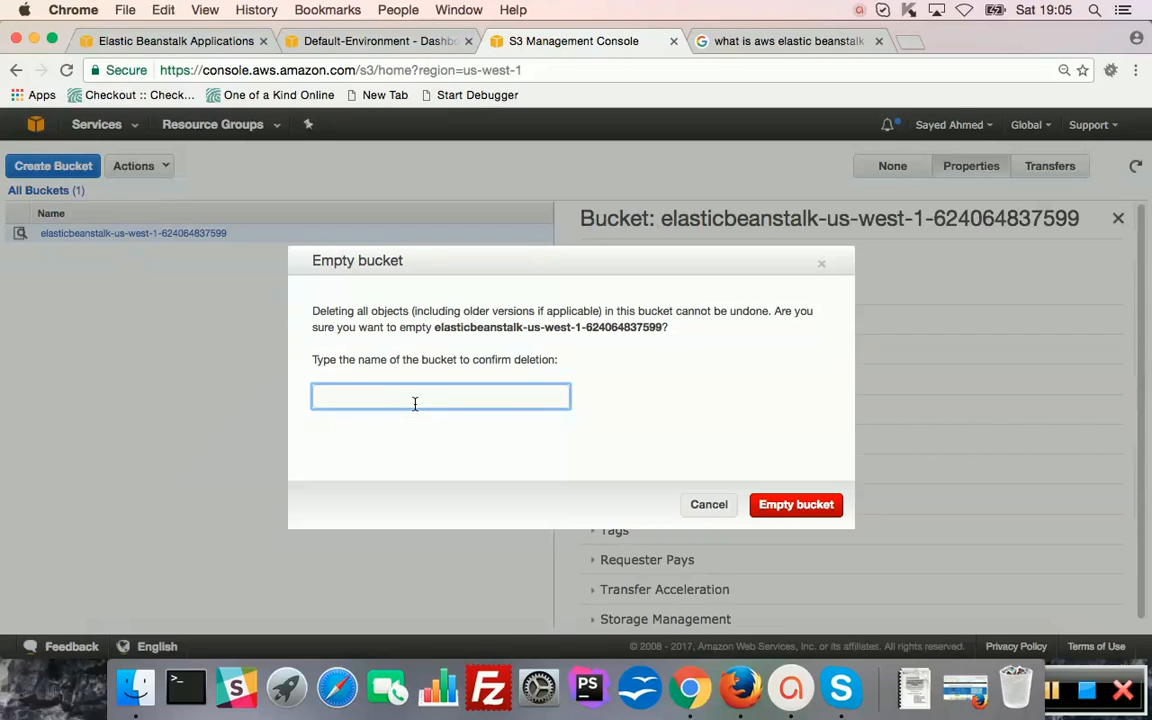 Chrome File Edit View History Bookmarks People Window Help Sat 19:05
Elastic Beanstalk Applications Default-Environment - Dashbo S3 Management Console what is aws elastic beanstalk
Secure https://console.aws.amazon.com/s3/home?region=us-west-1
Apps Checkout :: Check... One of a Kind Online New Tab Start Debugger
Services Resource Groups Sayed Ahmed Global Support
Create Bucket Actions None Properties Transfers
All Buckets (1)
Name
Bucket: elasticbeanstalk-us-west-1-624064837599
elasticbeanstalk-us-west-1-624064837599
Empty bucket
Deleting all objects (including older versions if applicable) in this bucket cannot be undone. Are you
sure you want to empty elasticbeanstalk-us-west-1-624064837599?
Type the name of the bucket to confirm deletion:
Cancel Empty bucket
Tags
Requester Pays
Transfer Acceleration
Storage Management
Feedback English © 2008 - 2017, Amazon Web Services, Inc. or its affiliates. All rights reserved. Privacy Policy Terms of Use
PS